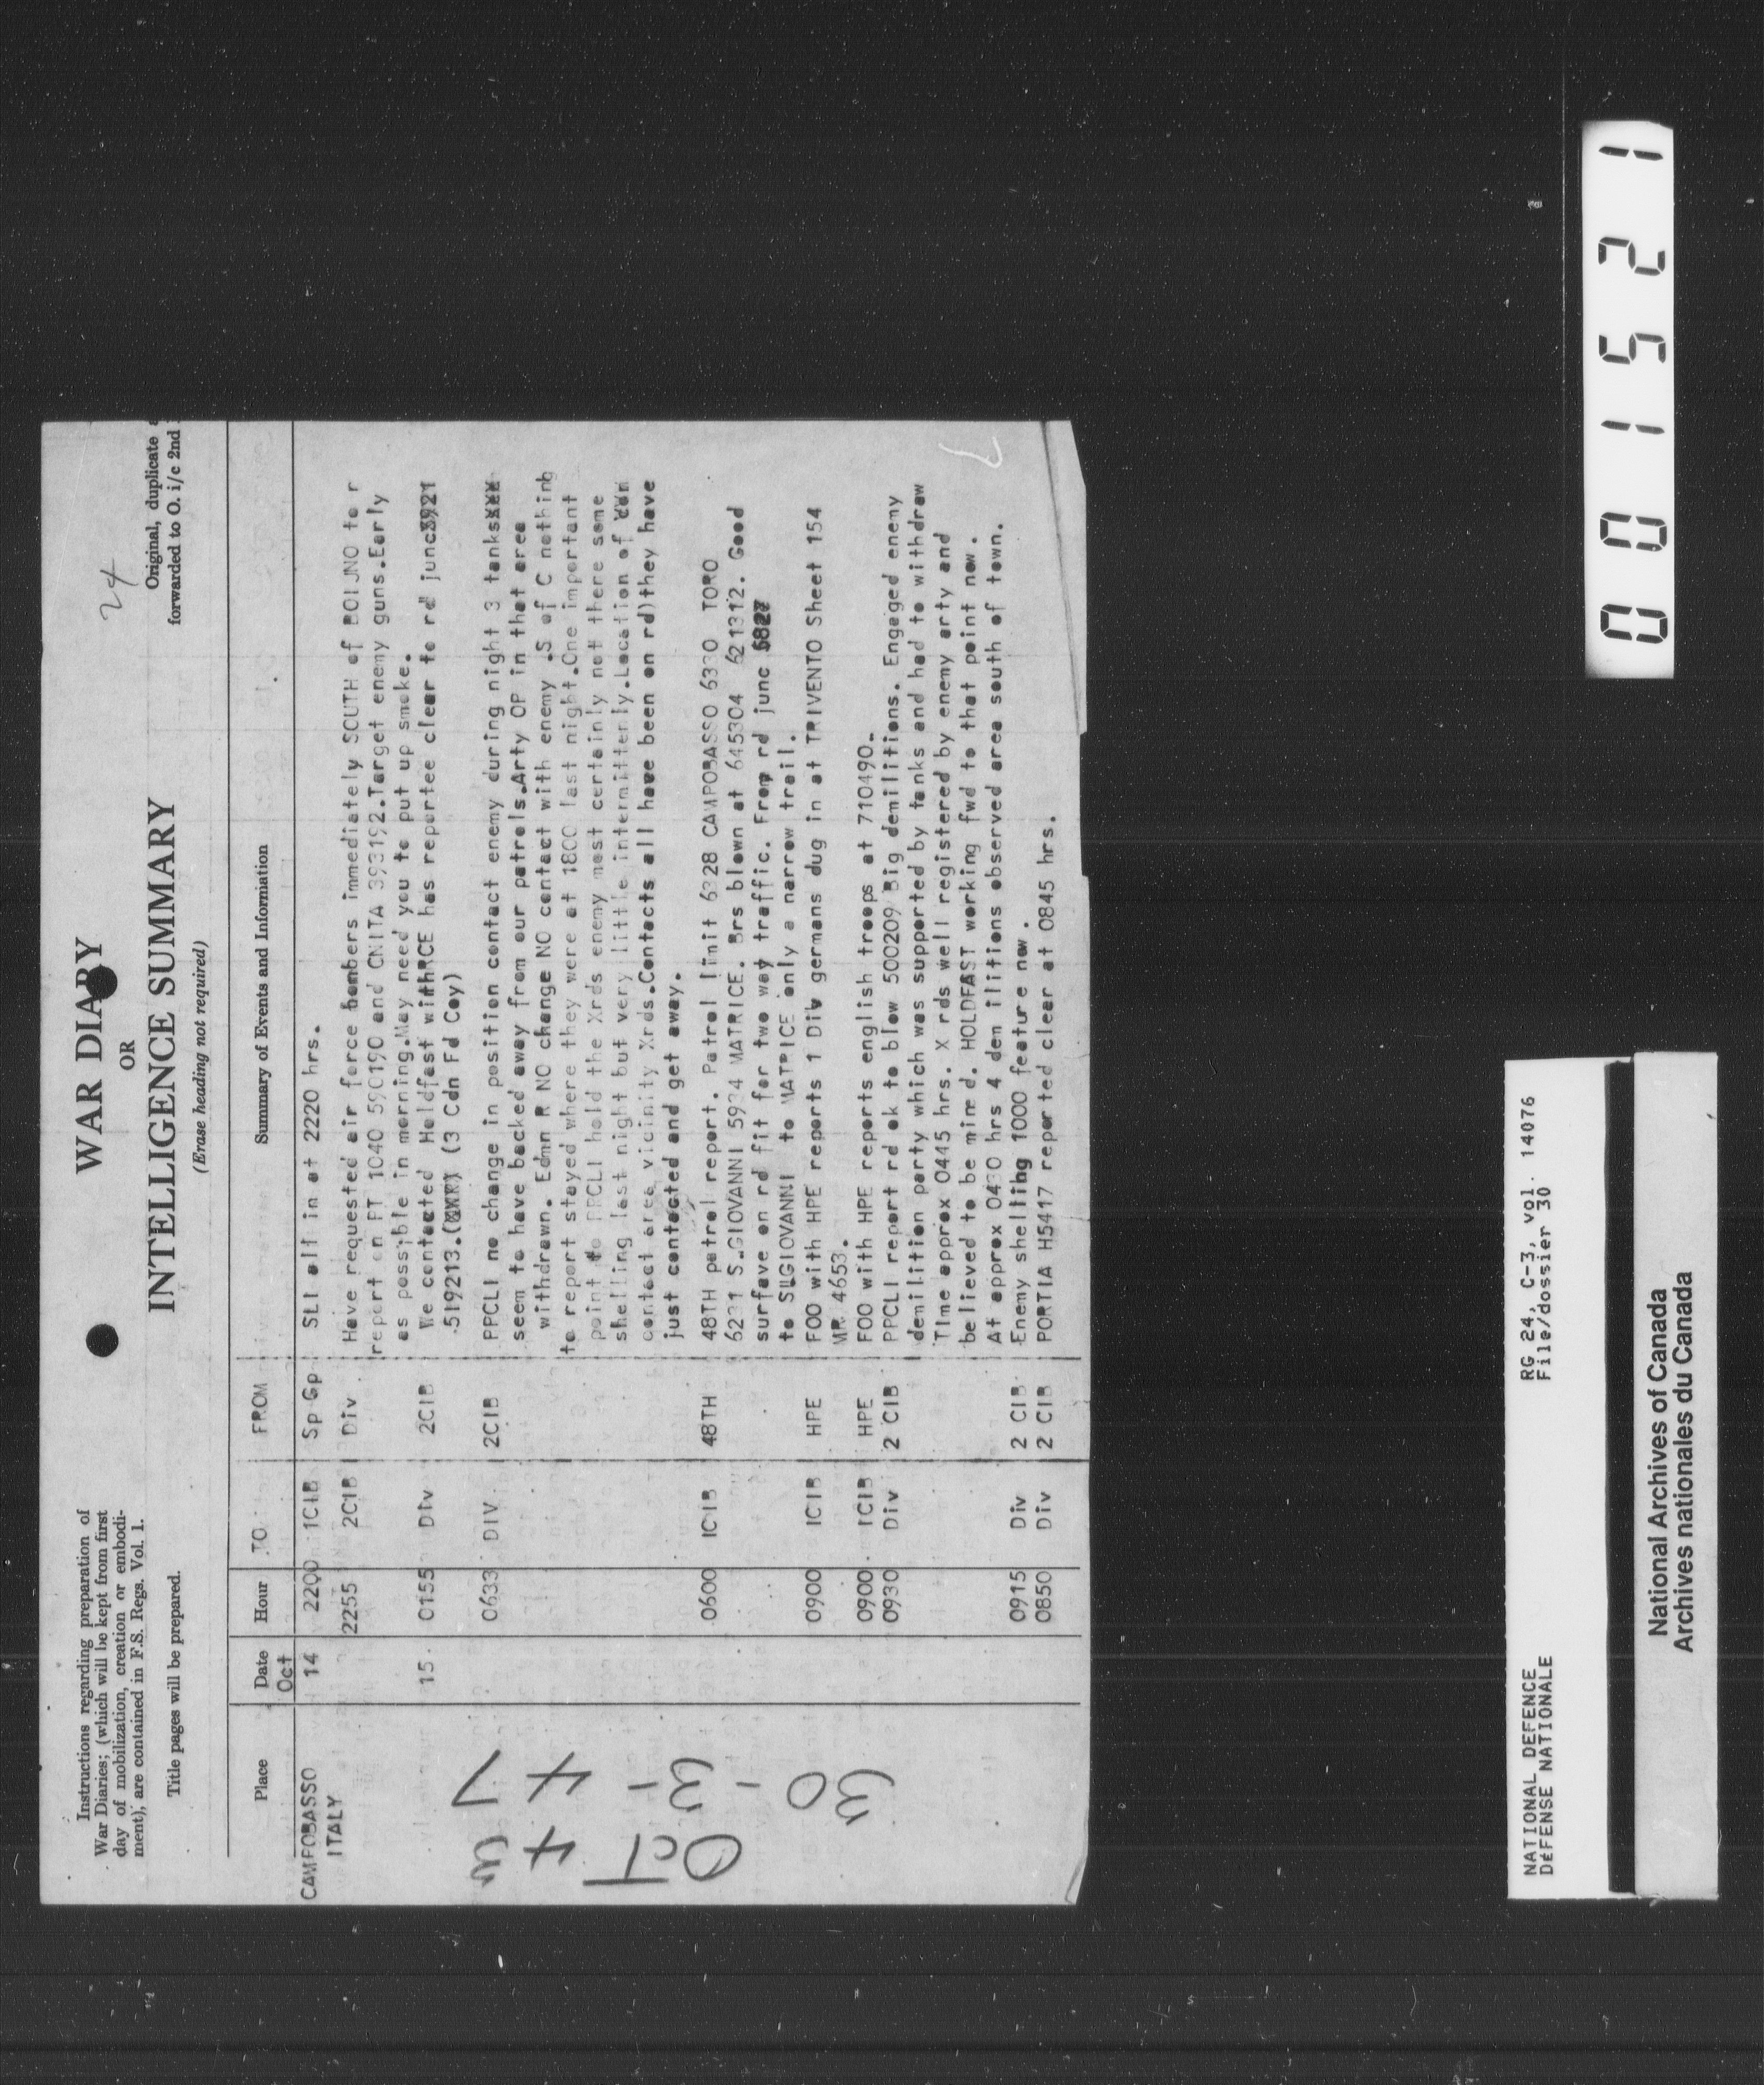 Instructions regarding preparation of
War Diaries; (which will be kept from first
day of mobilization, creation or embodi-
ment), are contained in F.S. Regs. Vol. 1.
Title pages will be prepared.
WAR DIARY
OR
INTELLIGENCE SUMMARY
(Erase heading not required)
24
Original, duplicate a
forwarded to O. i/c 2nd
Place Date Hour TO FROM Summary of Events and Information
Oct
CAMPOBASSO 14 2200 1CIB Sp Gp SLI all in at 2220 hrs.
ITALY 2255 2CIB Div Have requested air force bombers immediately SOUTH of BOIJNO to r
report on PT 1040 590190 and CNITA 393192.Target enemy guns.Early
as possible in morning.May need you to put up smoke.
15 0155 Div 2CIB We contacted Holdfast withRCE has reportee clear to rd junc3921
519213. (3 Cdn Fd Coy)
0633 DIV 2CIB PPCLI no change in position contact enemy during night 3 tanks
seem to have backed away from our patrols.Arty OP in that area
withdrawn. Edmn R NO change NO contact with enemy .S of C nothinb
to report stayed where they were at 1800 last night.One important
point to PPCLI hold the Xrds enemy most certainly not there some
shelling last night but very little intermittenly.Location of
contact area vicinity Xrds.Contacts all have been on rd)they have
just contacted and get away.
0600 1CIB 48TH 48TH patrol report. Patrol limit 6328 CAMPOBASSO 6330 TORO
6231 S.GIOVANNI 5934 MATRICE. Brs blown at 645304 621312. Good
surfave on rd fit for two way traffic. From rd junc 5827
to S.GIOVANNI to MATRICE only a narrow trail.
0900 1CIB HPE FOO with HPE reports 1 Div germans dug in at TRIVENTO Sheet 154
MR 4653.
0900 1CIB HPE FOO with HPE reports english troops at 710490.
0930 Div 2 CIB PPCLI report rd ok to blow 500209 Big demilitions. Engaged enemy
demilition party which was supported by tanks and had to withdraw
TIme approx 0445 hrs. X rds well registered by enemy arty and
believed to be mined. HOLDFAST working fwd to that point now.
At approx 0430 hrs 4 dem ilitions observed area south of town.
0915 Div 2 CIB Enemy shelling 1000 feature now.
0850 Div 2 CIB PORTIA H5417 reported clear at 0845 hrs.
OCT 43
30-3-47
NATIONAL DEFENCE RG 24, C-3, vol. 14076
DÉFENSE NATIONALE File/dossier 30
National Archives of Canada
Archives nationales du Canada
001521